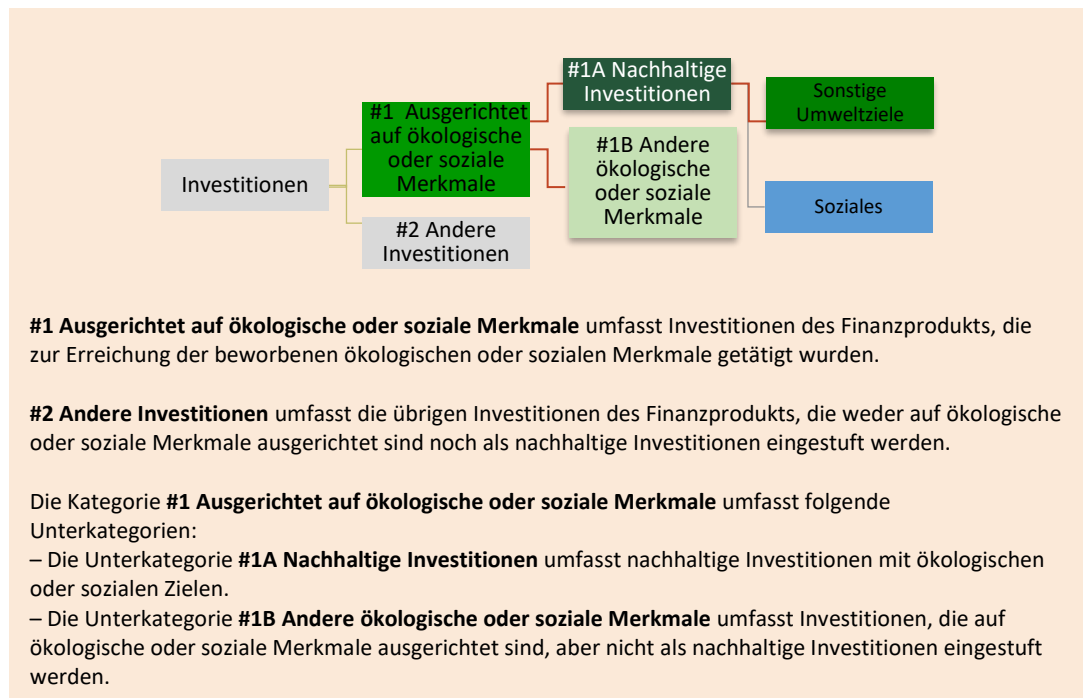 #1A Nachhaltige
Investitionen
Sonstige
Umweltziele
#1 Ausgerichtet
auf ökologische
oder soziale
Merkmale
#1B Andere
ökologische
oder soziale
Merkmale
Investitionen
Soziales
#2 Andere
Investitionen
#1 Ausgerichtet auf ökologische oder soziale Merkmale umfasst Investitionen des Finanzprodukts, die
zur Erreichung der beworbenen ökologischen oder sozialen Merkmale getätigt wurden.
#2 Andere Investitionen umfasst die übrigen Investitionen des Finanzprodukts, die weder auf ökologische
oder soziale Merkmale ausgerichtet sind noch als nachhaltige Investitionen eingestuft werden.
Die Kategorie #1 Ausgerichtet auf ökologische oder soziale Merkmale umfasst folgende
Unterkategorien:
– Die Unterkategorie #1A Nachhaltige Investitionen umfasst nachhaltige Investitionen mit ökologischen
oder sozialen Zielen.
– Die Unterkategorie #1B Andere ökologische oder soziale Merkmale umfasst Investitionen, die auf
ökologische oder soziale Merkmale ausgerichtet sind, aber nicht als nachhaltige Investitionen eingestuft
werden.